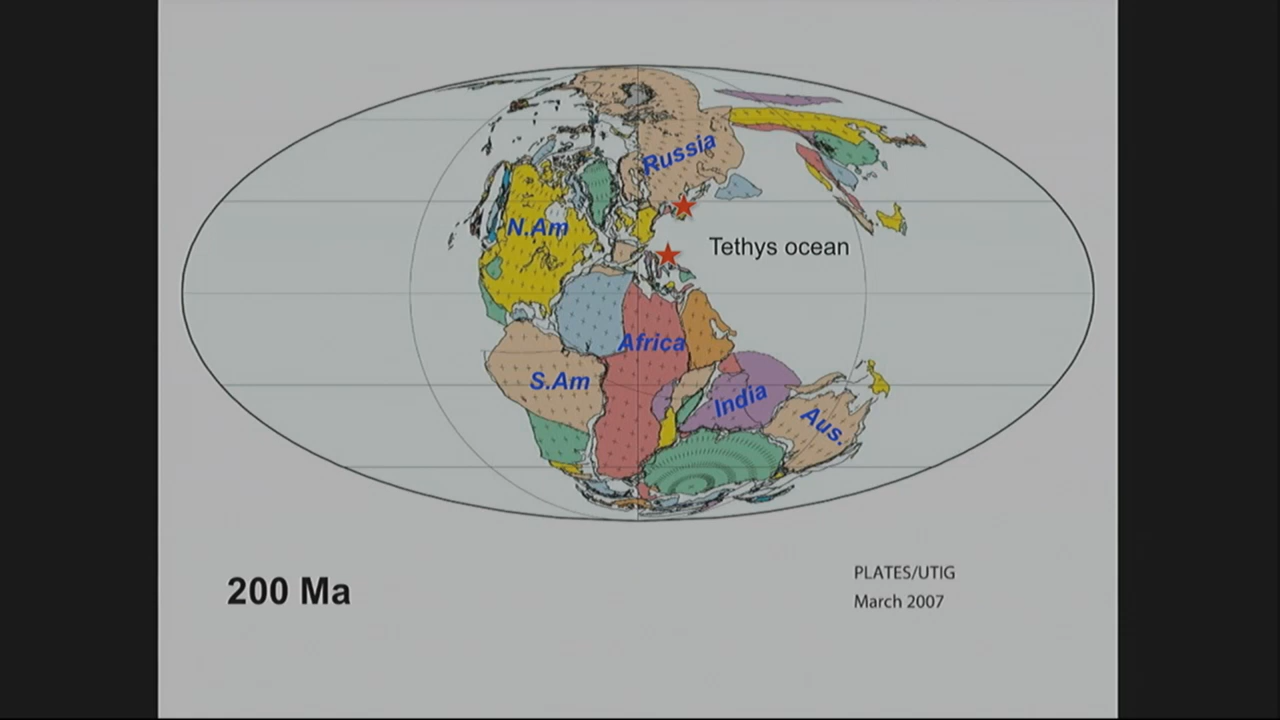 Russia
N.Am
Tethys ocean
Africa
S.Am
India
Aus.
200 Ma
PLATES/UTIG
March 2007